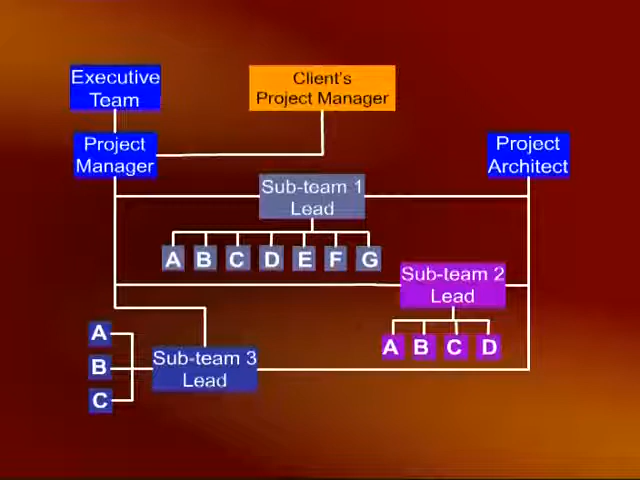 Executive
Team
Client's
Project Manager
Project
Manager
Project
Architect
Sub-team 1
Lead
A B C D E F G
Sub-team 2
Lead
A B C D
Sub-team 3
Lead
A
B
C